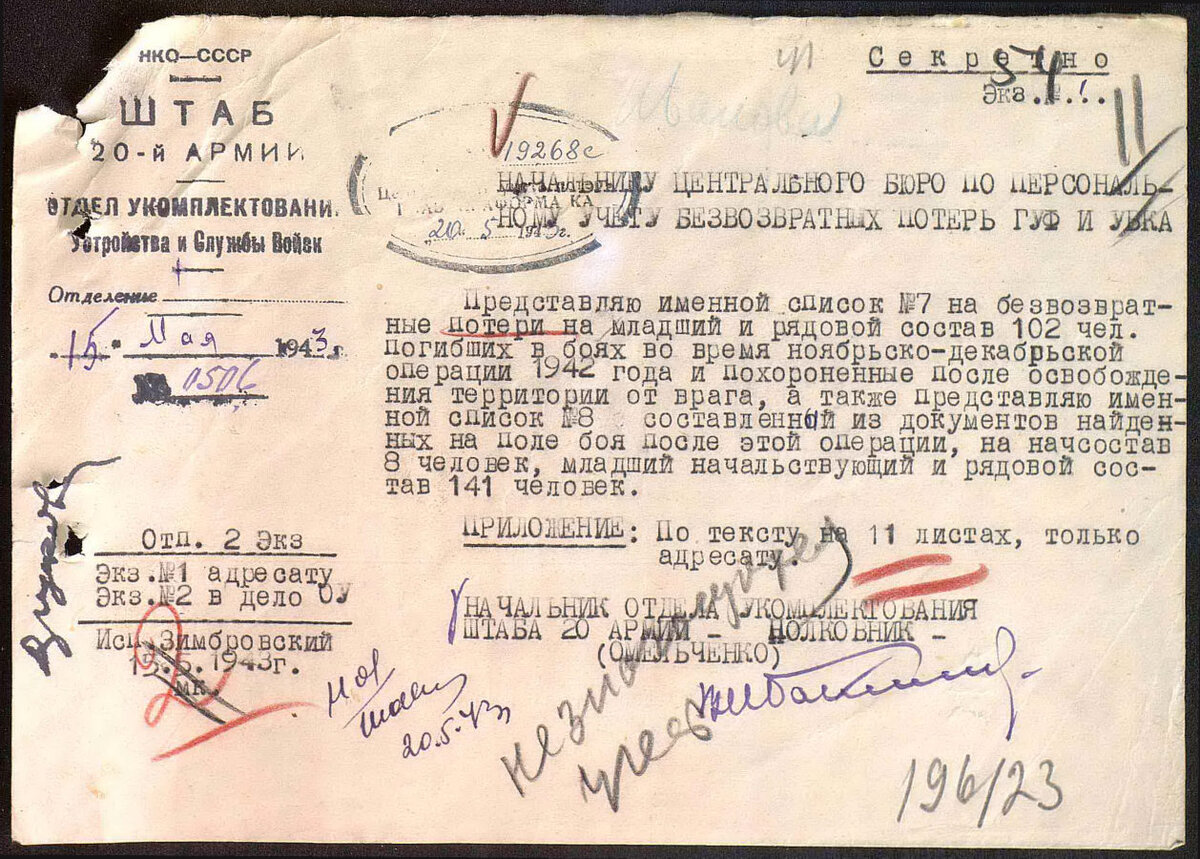 НКО—СССР
ШТАБ
20-й АРМИИ
ОТДЕЛ УКОМПЛЕКТОВАНИ
Устройства и Службы Войск
Отделение
"15" Мая 1943 г.
№ 0506
Секретно
54
Экз.№ 1.
11
19268с
20 5 1943г.
НАЧАЛЬНИКУ ЦЕНТРАЛЬНОГО БЮРО ПО ПЕРСОНАЛЬ-
НОМУ УЧЕТУ БЕЗВОЗВРАТНЫХ ПОТЕРЬ ГУФ И УВКА
Представляю именной список №7 на безвозврат-
ные потери на младший и рядовой состав 102 чел.
Погибших в боях во время ноябрьско-декабрьской
операции 1942 года и похороненные после освобожде-
ния территории от врага, а также представляю имен-
ной список №8 составленный из документов найден-
ных на поле боя после этой операции, на начсостав
8 человек, младший начальствующий и рядовой сос-
тав 141 человек.
ПРИЛОЖЕНИЕ: По тексту на 11 листах, только
адресату.
НАЧАЛЬНИК ОТДЕЛА УКОМПЛЕКТОВАНИЯ
ШТАБА 20 АРМИИ - ПОЛКОВНИК -
(ОМЕЛЬЧЕНКО)
Отп. 2 Экз
Экз.№1 адресату
Экз.№2 в дело ОУ
Исп.Зимбровский
15.5.1943г.
мк.
2
20.5.43
196/23